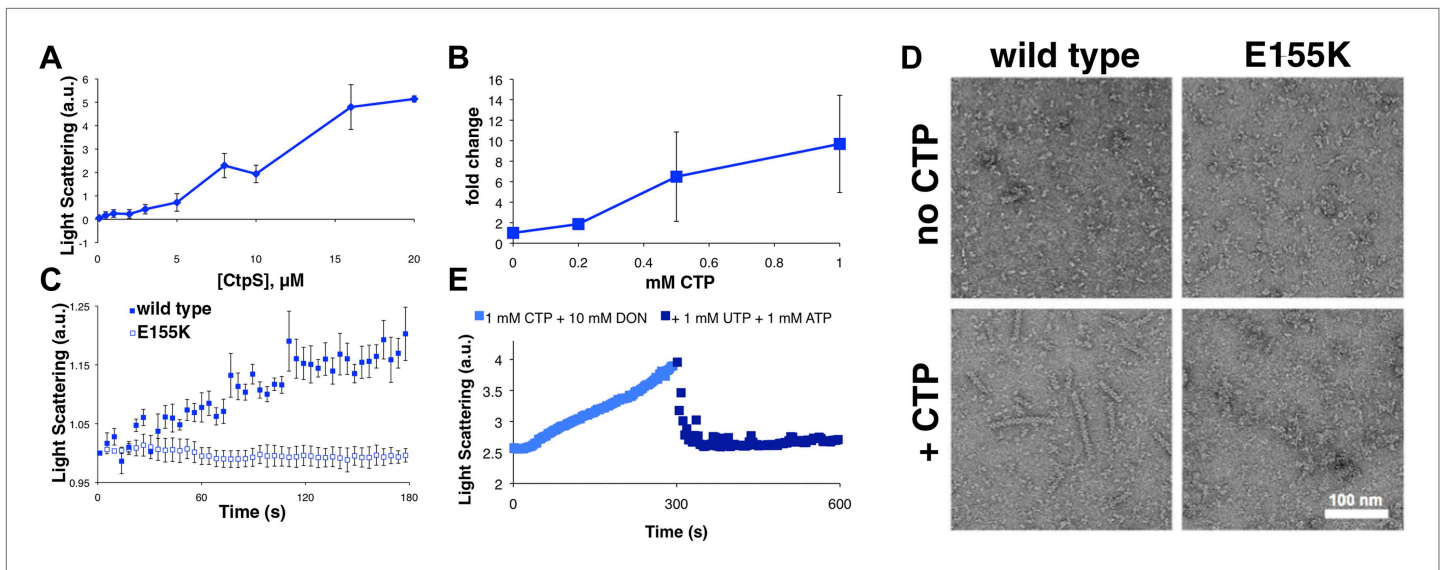 A
Light Scattering (a.u.)
6
5
4
3
2
1
0
-1
0
5
10
15
20
[CtpS], µM
B
fold change
16
14
12
10
8
6
4
2
0
0
0.2
0.4
0.6
0.8
1
mM CTP
C
Light Scattering (a.u.)
wild type
E155K
1.25
1.15
1.05
0.95
0
60
120
180
Time (s)
E
1 mM CTP + 10 mM DON
+ 1 mM UTP + 1 mM ATP
Light Scattering (a.u.)
4
3.5
3
2.5
2
0
300
600
Time (s)
D
wild type
E155K
no CTP
+ CTP
100 nm